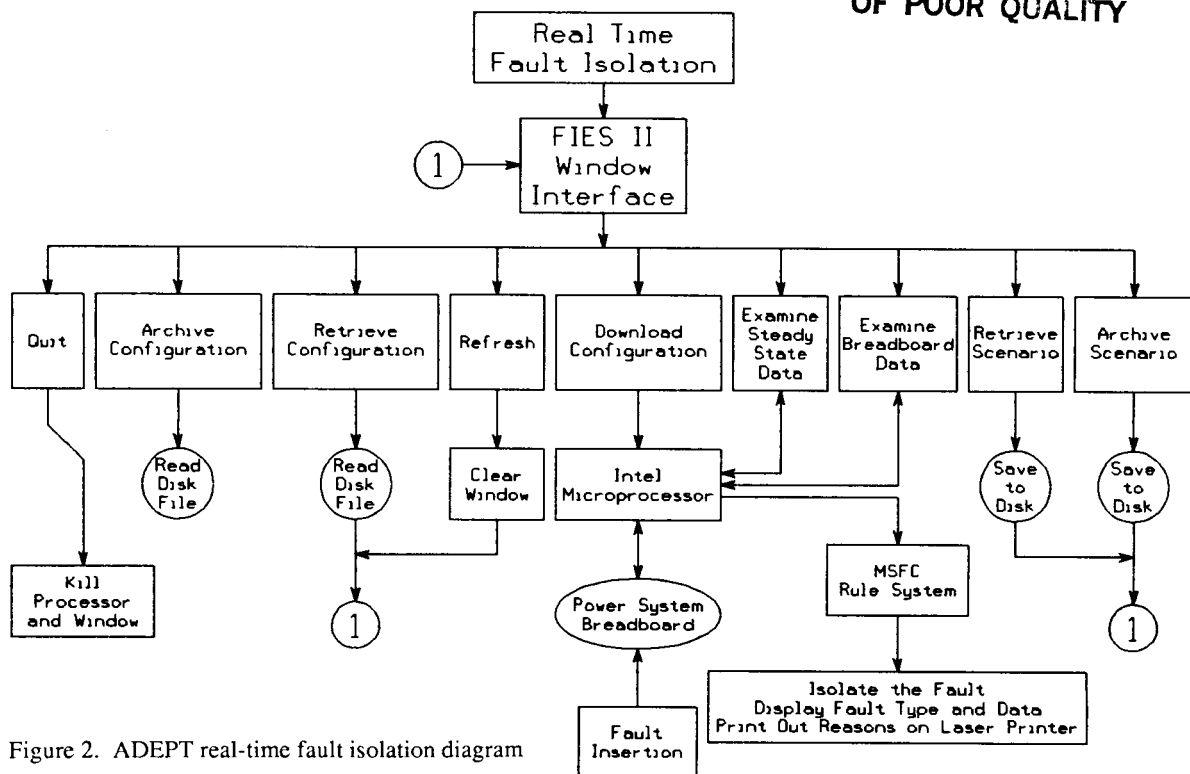 OF POOR QUALITY
Real Time
Fault Isolation
FIES II
Window
Interface
1
Quit
Archive
Configuration
Retrieve
Configuration
Refresh
Download
Configuration
Examine
Steady
State
Data
Examine
Breadboard
Data
Retrieve
Scenario
Archive
Scenario
Read
Disk
File
Read
Disk
File
Clear
Window
Intel
Microprocessor
Save
to
Disk
Save
to
Disk
Kill
Processor
and Window
1
Power System
Breadboard
MSFC
Rule System
1
Isolate the Fault
Display Fault Type and Data
Print Out Reasons on Laser Printer
Fault
Insertion
Figure 2. ADEPT real-time fault isolation diagram